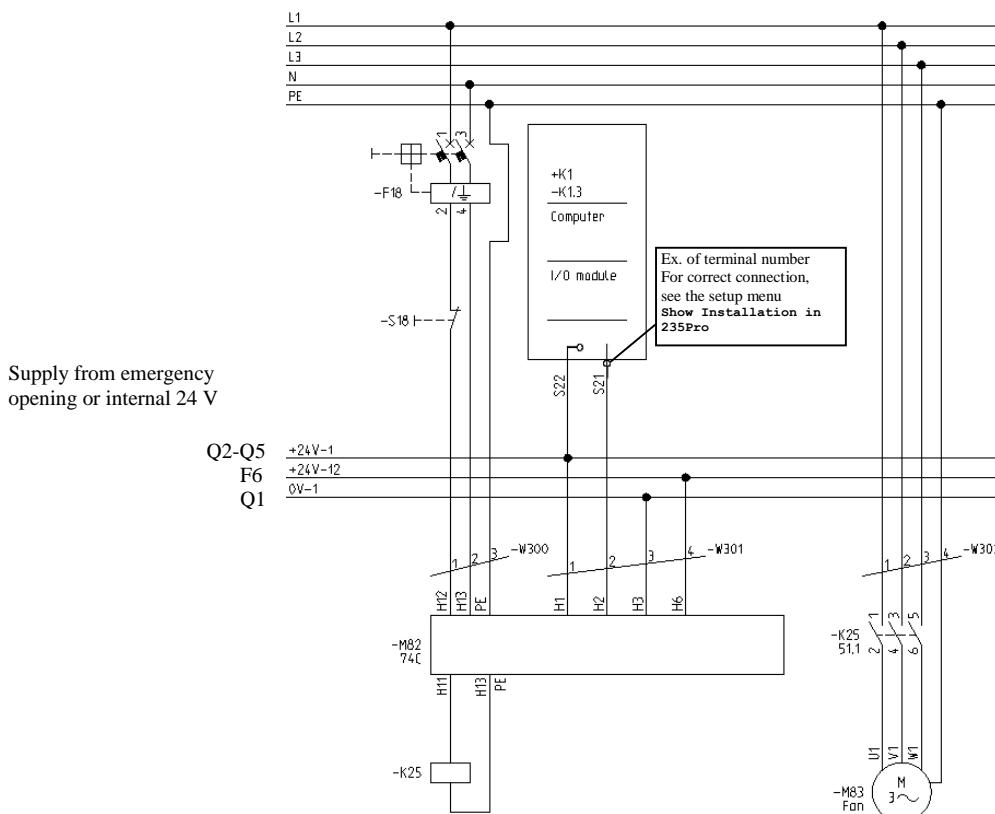 L1
L2
L3
N
PE
1
3
-F18
2
4
+K1
-K1.3
Computer
I/O module
Ex. of terminal number
For correct connection,
see the setup menu
Show Installation in
235Pro
-S18
S22
S21
Supply from emergency
opening or internal 24 V
Q2-Q5 +24V-1
F6 +24V-12
Q1 0V-1
1 2 3 -W300
1 2 3 4 -W301
1 2 3 4
H12 H13 PE
H1 H2 H3 H6
-M82
74C
H11 H13 PE
-K25
1 3 5
-K25
51.1
2 4 6
U1 V1 W1
M
3~
-M83
Fan